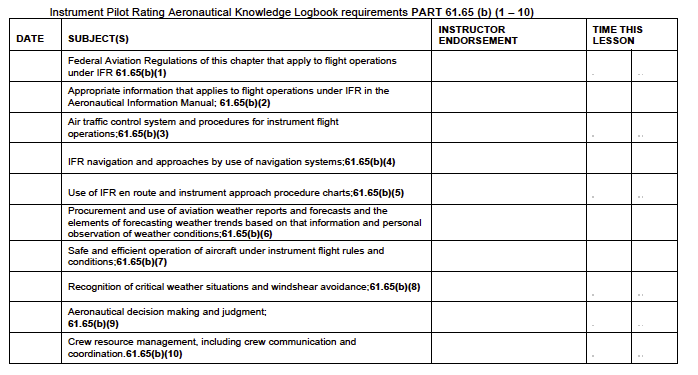 Instrument Pilot Rating Aeronautical Knowledge Logbook requirements PART 61.65 (b) (1 – 10)
DATE
SUBJECT(S)
INSTRUCTOR
ENDORSEMENT
TIME THIS
LESSON
Federal Aviation Regulations of this chapter that apply to flight operations
under IFR 61.65(b)(1)
Appropriate information that applies to flight operations under IFR in the
Aeronautical Information Manual; 61.65(b)(2)
Air traffic control system and procedures for instrument flight
operations;61.65(b)(3)
IFR navigation and approaches by use of navigation systems;61.65(b)(4)
Use of IFR en route and instrument approach procedure charts;61.65(b)(5)
Procurement and use of aviation weather reports and forecasts and the
elements of forecasting weather trends based on that information and personal
observation of weather conditions;61.65(b)(6)
Safe and efficient operation of aircraft under instrument flight rules and
conditions;61.65(b)(7)
Recognition of critical weather situations and windshear avoidance;61.65(b)(8)
Aeronautical decision making and judgment;
61.65(b)(9)
Crew resource management, including crew communication and
coordination.61.65(b)(10)